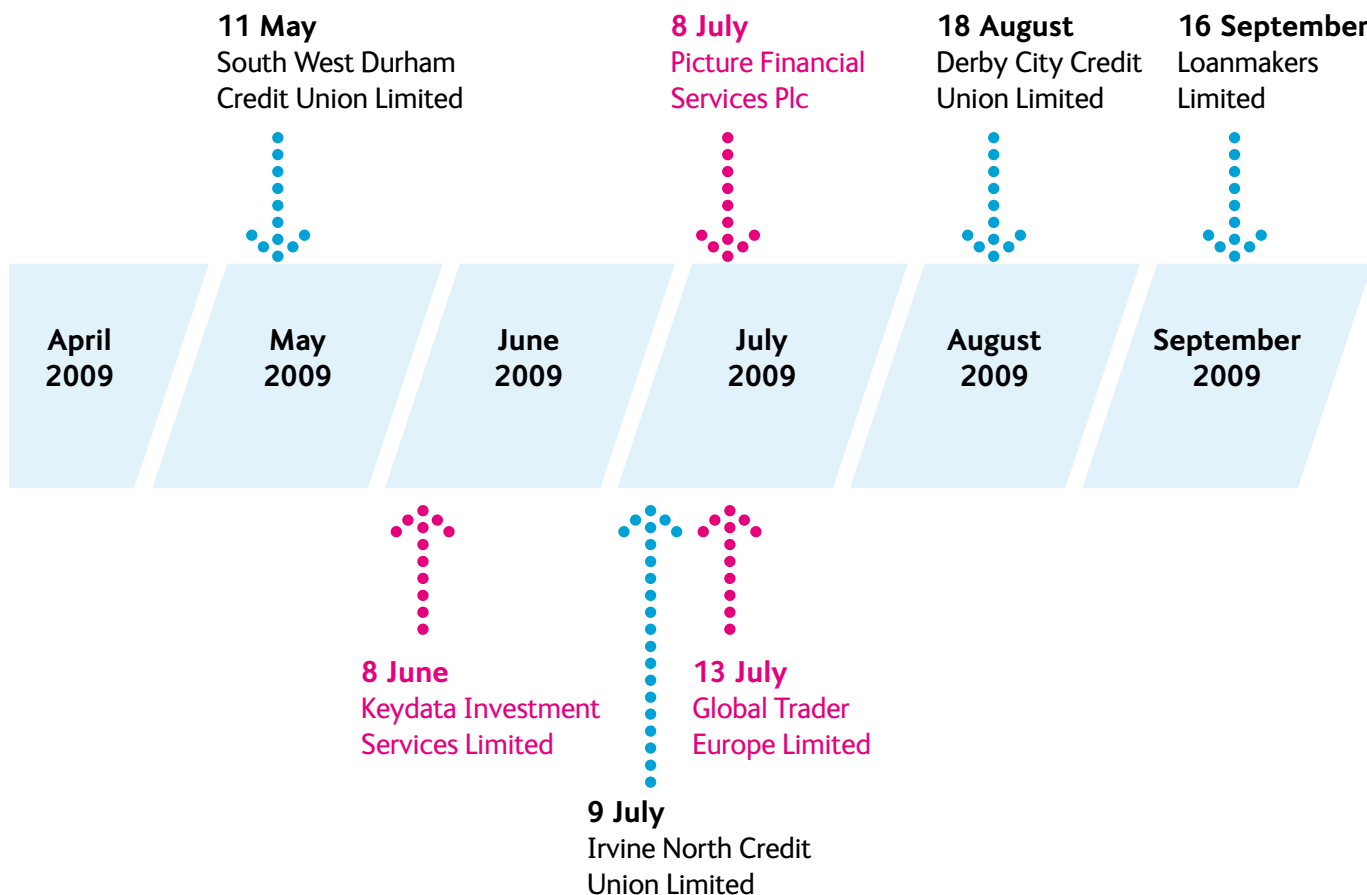 11 May
South West Durham
Credit Union Limited
8 July
Picture Financial
Services Plc
18 August
Derby City Credit
Union Limited
16 September
Loanmakers
Limited
April
2009
May
2009
June
2009
July
2009
August
2009
September
2009
8 June
Keydata Investment
Services Limited
13 July
Global Trader
Europe Limited
9 July
Irvine North Credit
Union Limited